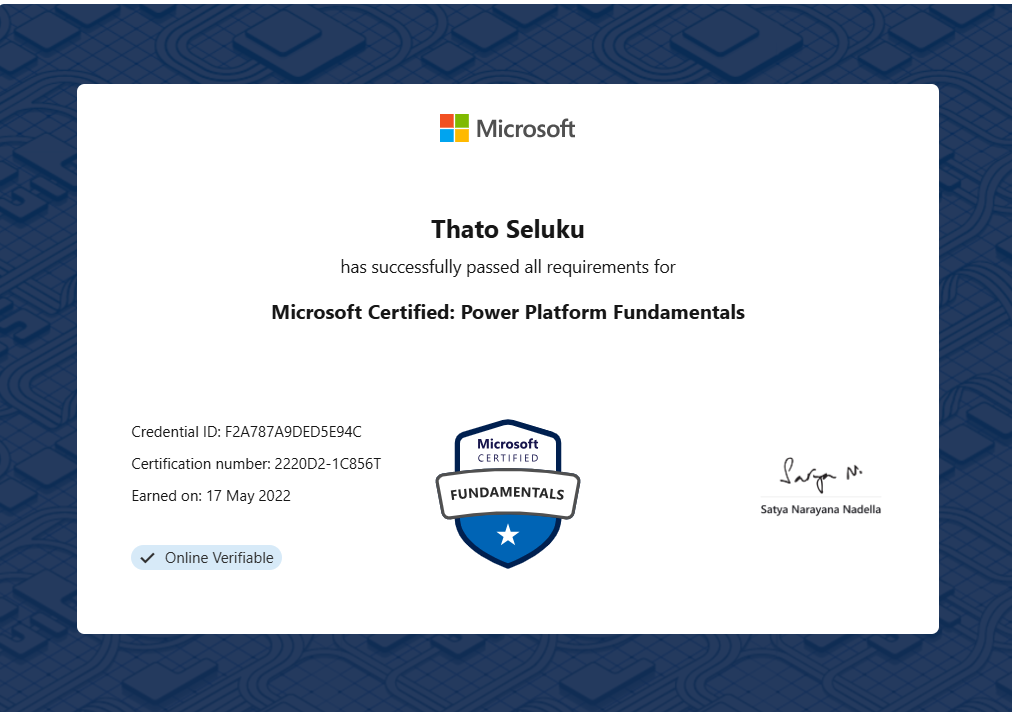 Microsoft
Thato Seluku
has successfully passed all requirements for
Microsoft Certified: Power Platform Fundamentals
Credential ID: F2A787A9DED5E94C
Certification number: 2220D2-1C856T
Earned on: 17 May 2022
Online Verifiable
Microsoft
CERTIFIED
FUNDAMENTALS
Satya N.
Satya Narayana Nadella